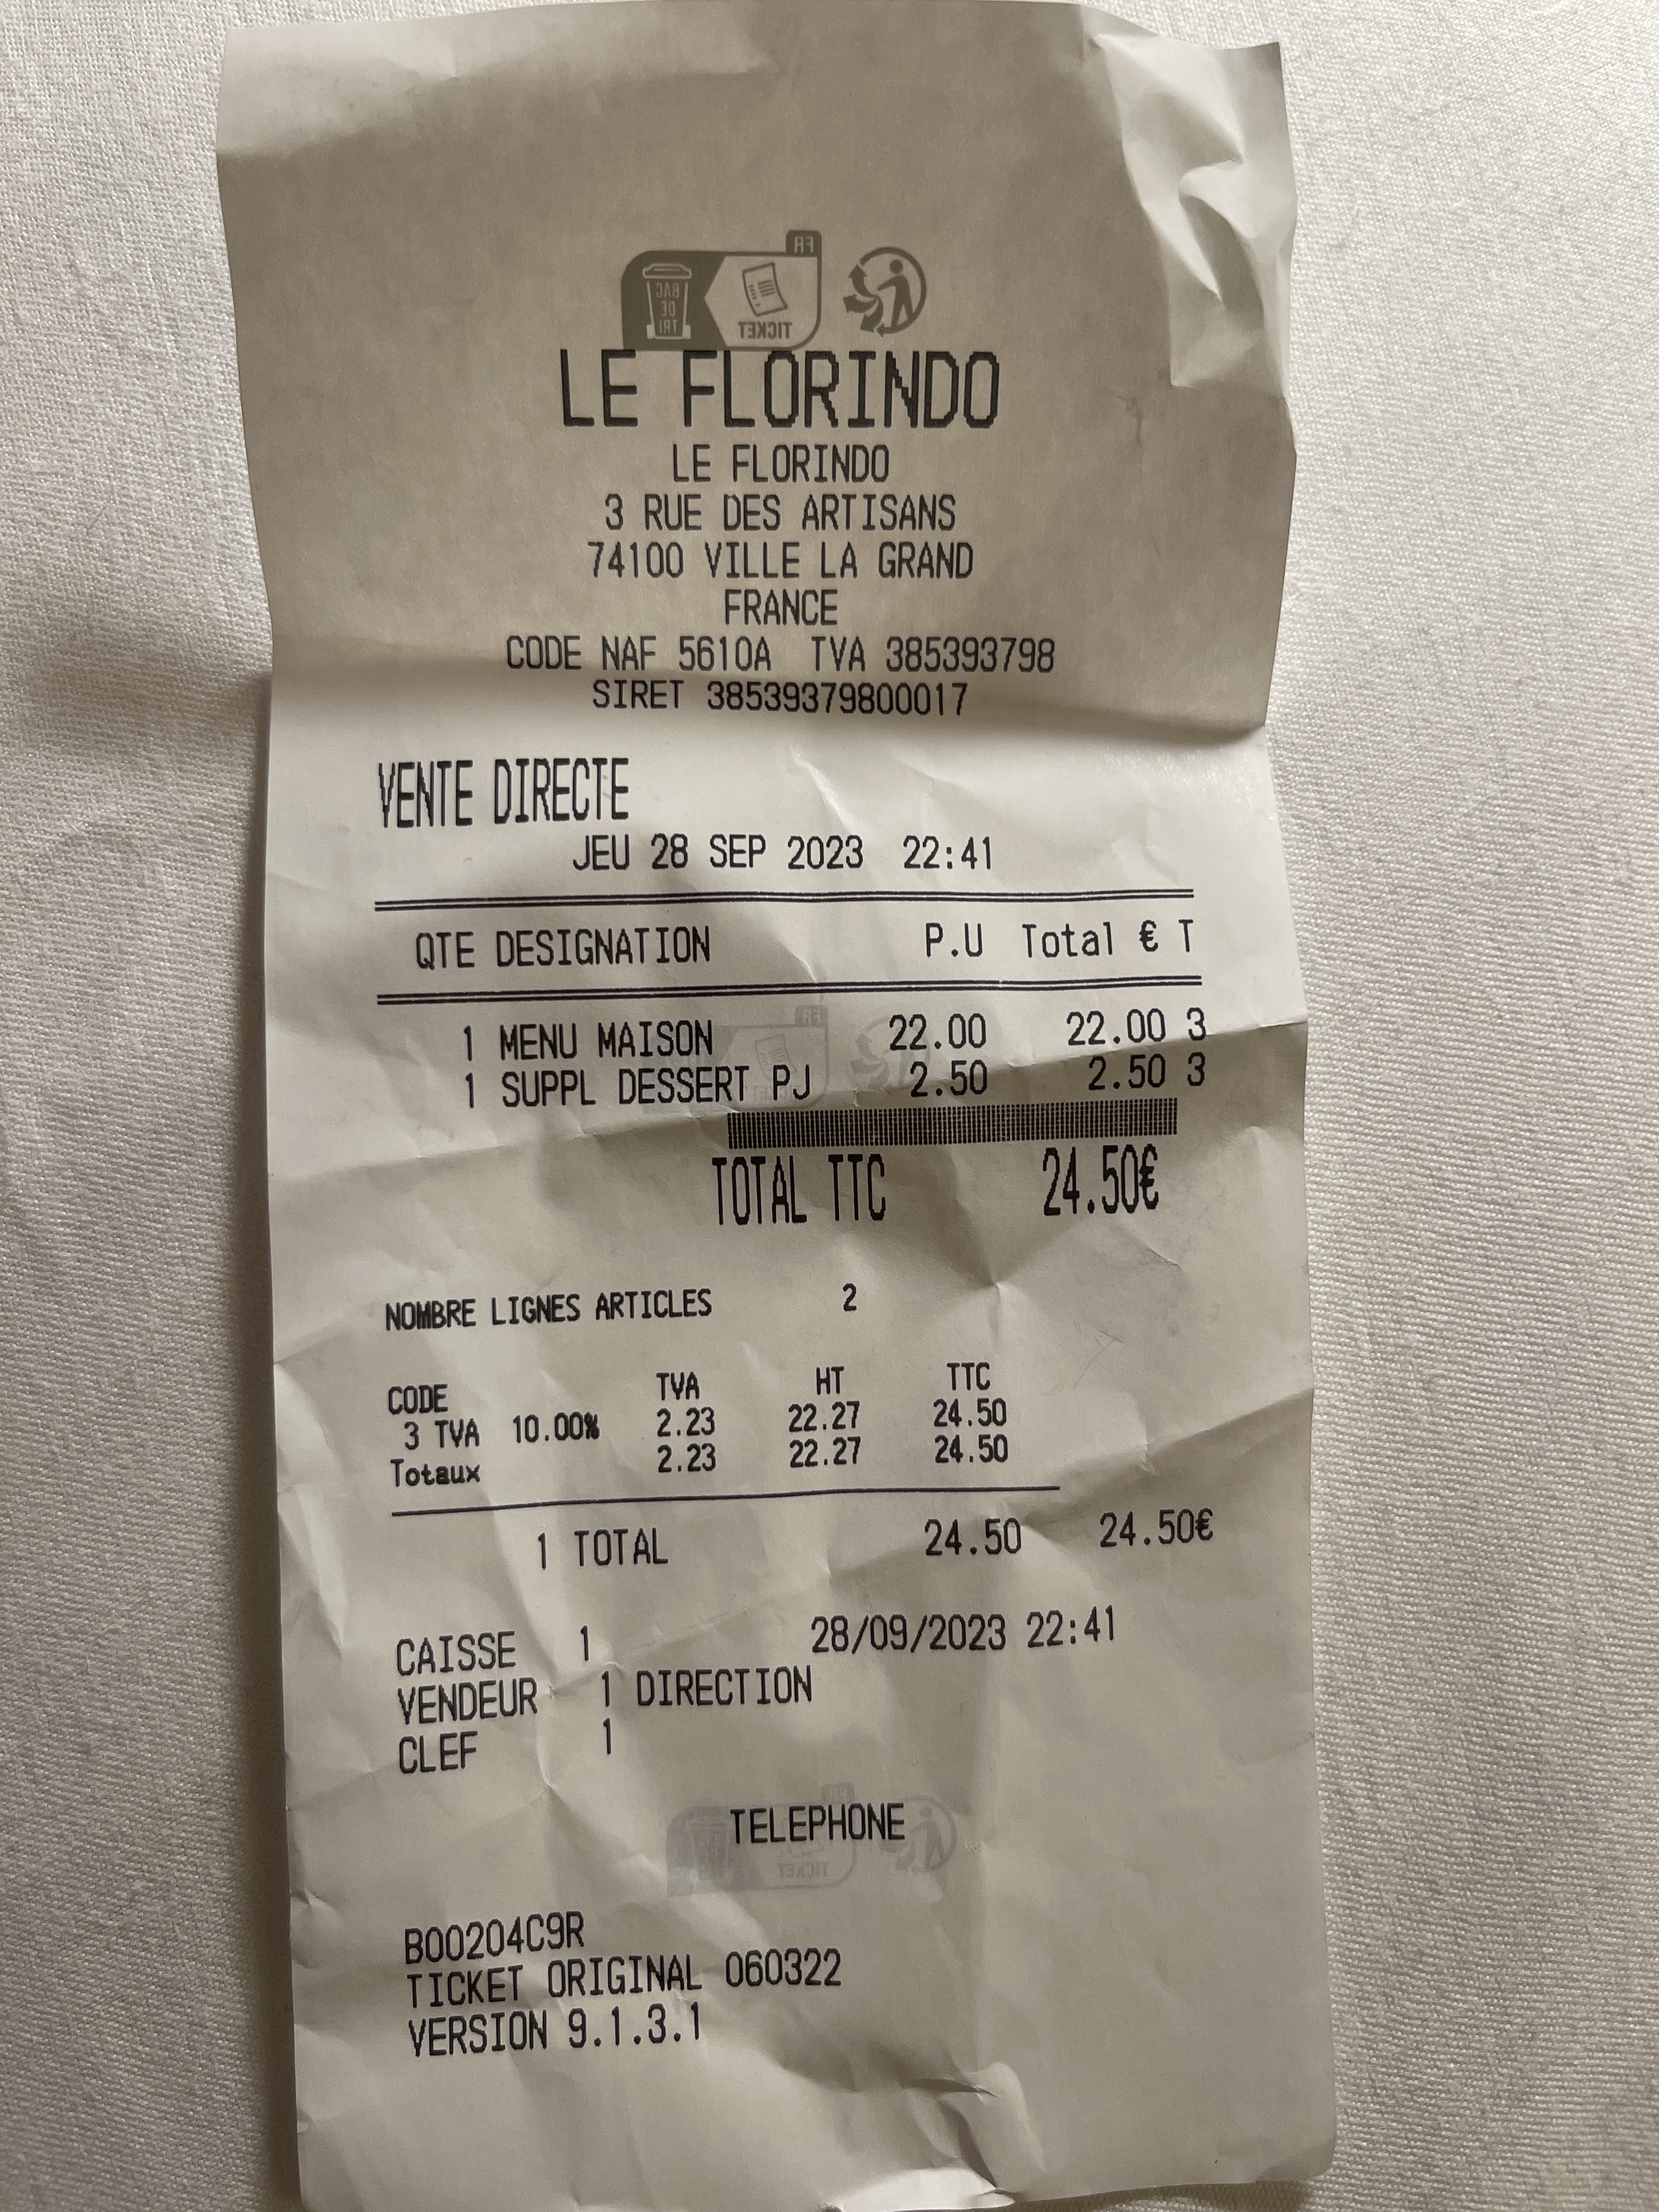 FR
BAC
DE
TRI
TICKET
LE FLORINDO
LE FLORINDO
3 RUE DES ARTISANS
74100 VILLE LA GRAND
FRANCE
CODE NAF 5610A TVA 385393798
SIRET 38539379800017
VENTE DIRECTE
JEU 28 SEP 2023 22:41
QTE DESIGNATION P.U Total € T
1 MENU MAISON 22.00 22.00 3
1 SUPPL DESSERT PJ 2.50 2.50 3
TOTAL TTC 24.50€
NOMBRE LIGNES ARTICLES 2
CODE TVA HT TTC
3 TVA 10.00% 2.23 22.27 24.50
Totaux 2.23 22.27 24.50
1 TOTAL 24.50 24.50€
CAISSE 1 28/09/2023 22:41
VENDEUR 1 DIRECTION
CLEF 1
TELEPHONE
TICKET
B00204C9R
TICKET ORIGINAL 060322
VERSION 9.1.3.1